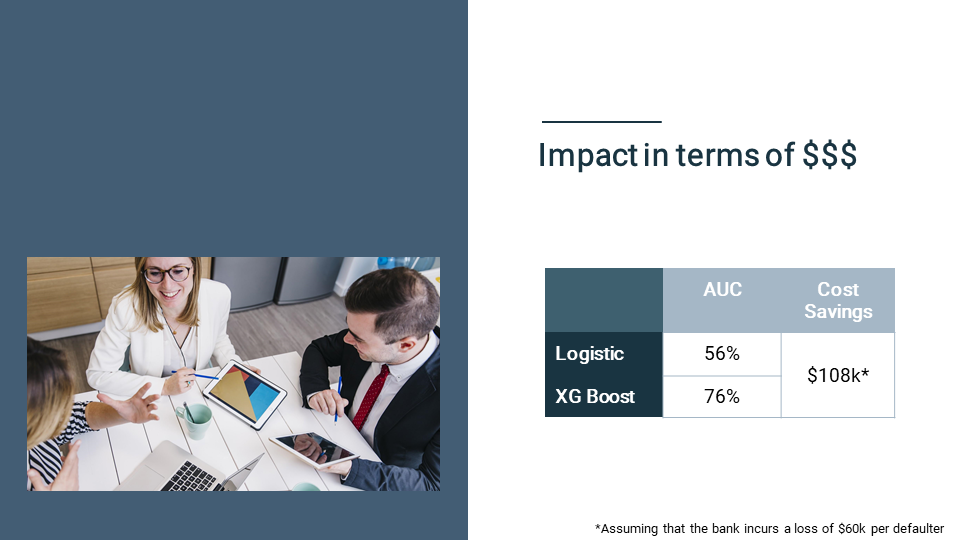 Impact in terms of $$$
AUC
Cost
Savings
Logistic
56%
$108k*
XG Boost
76%
*Assuming that the bank incurs a loss of $60k per defaulter